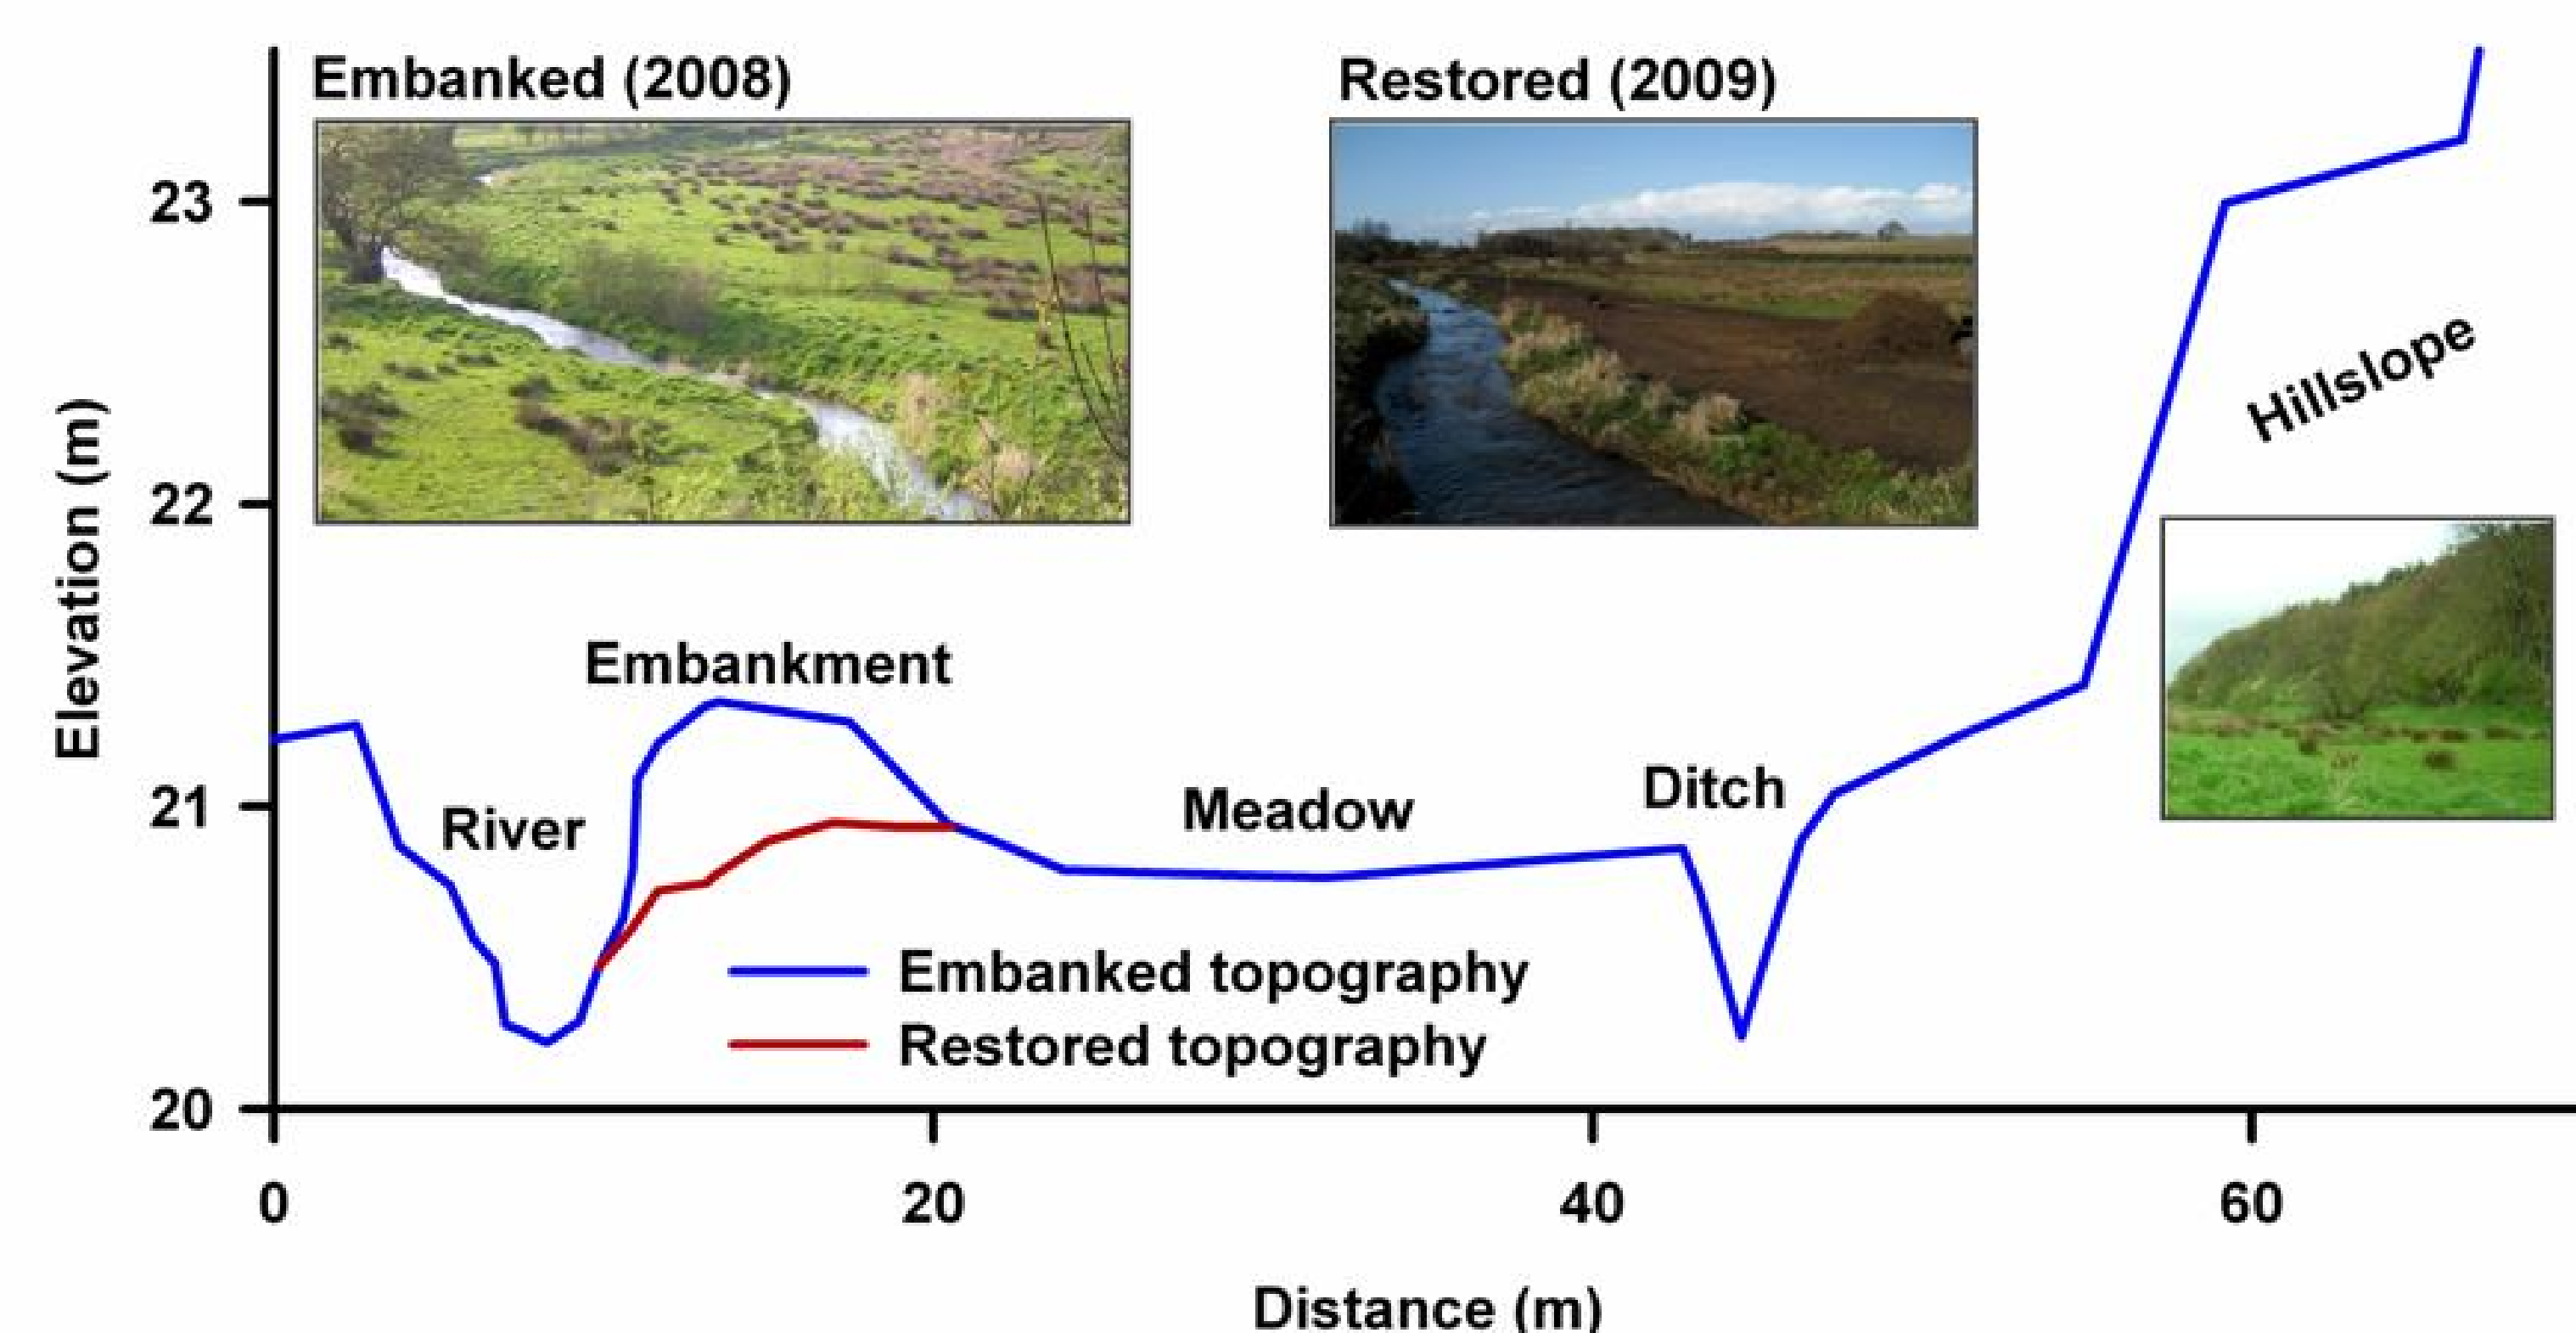 Embanked (2008)
Restored (2009)
23
22
21
20
Elevation (m)
Hillslope
Embankment
River
Meadow
Ditch
Embanked topography
Restored topography
0
20
40
60
Distance (m)